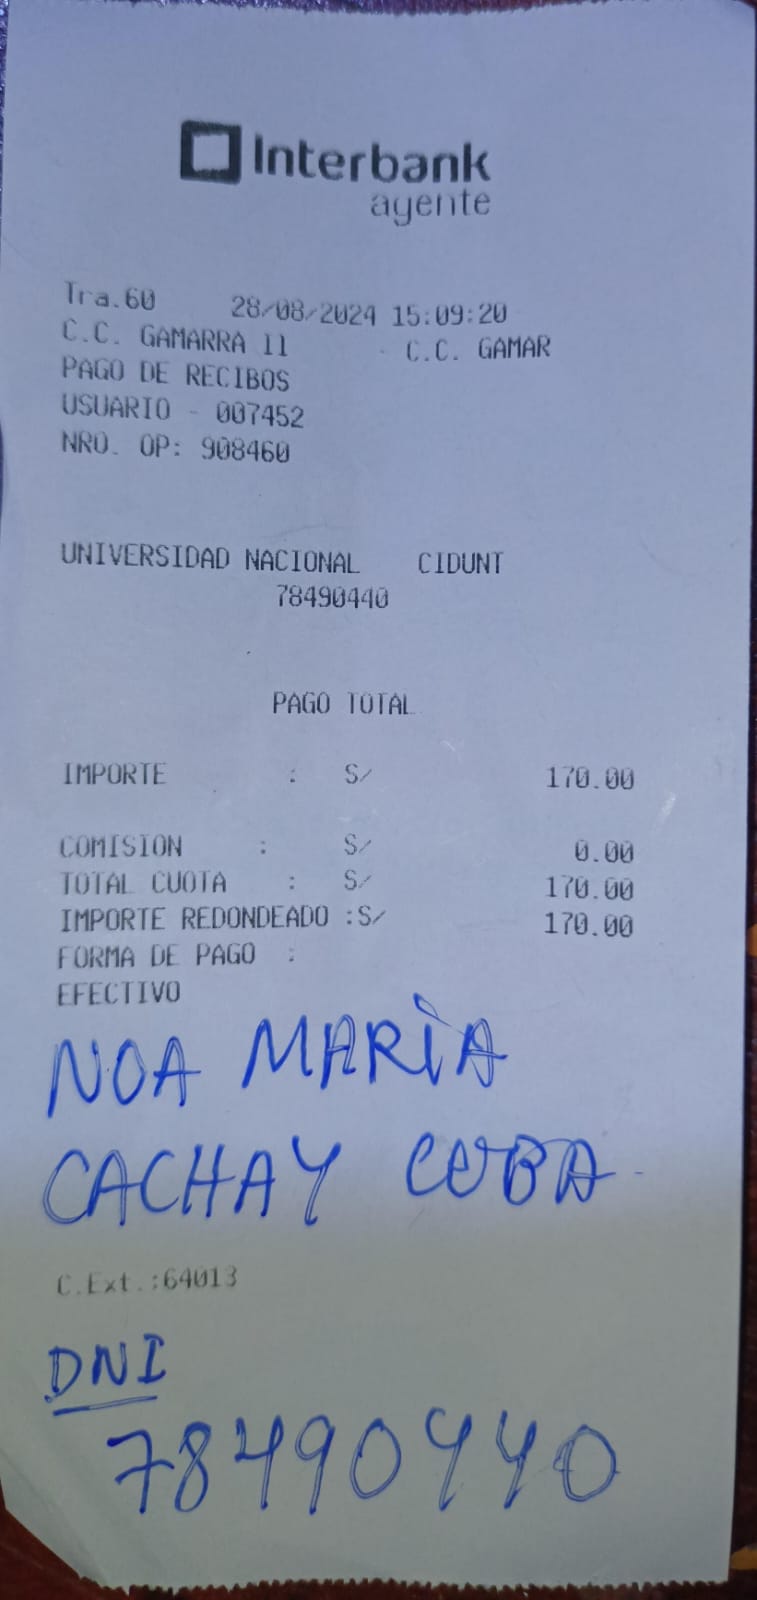 Interbank
agente
Tra.60 28/08/2024 15:09:20
C.C. GAMARRA II - C.C. GAMAR
PAGO DE RECIBOS
USUARIO - 007452
NRO. OP: 908460
UNIVERSIDAD NACIONAL CIDUNT
78490440
PAGO TOTAL
IMPORTE : S/ 170.00
COMISION : S/ 0.00
TOTAL CUOTA : S/ 170.00
IMPORTE REDONDEADO :S/ 170.00
FORMA DE PAGO :
EFECTIVO
NOA MARÌA
CACHAY CUBA
C.Ext.:64013
DNI
78490440